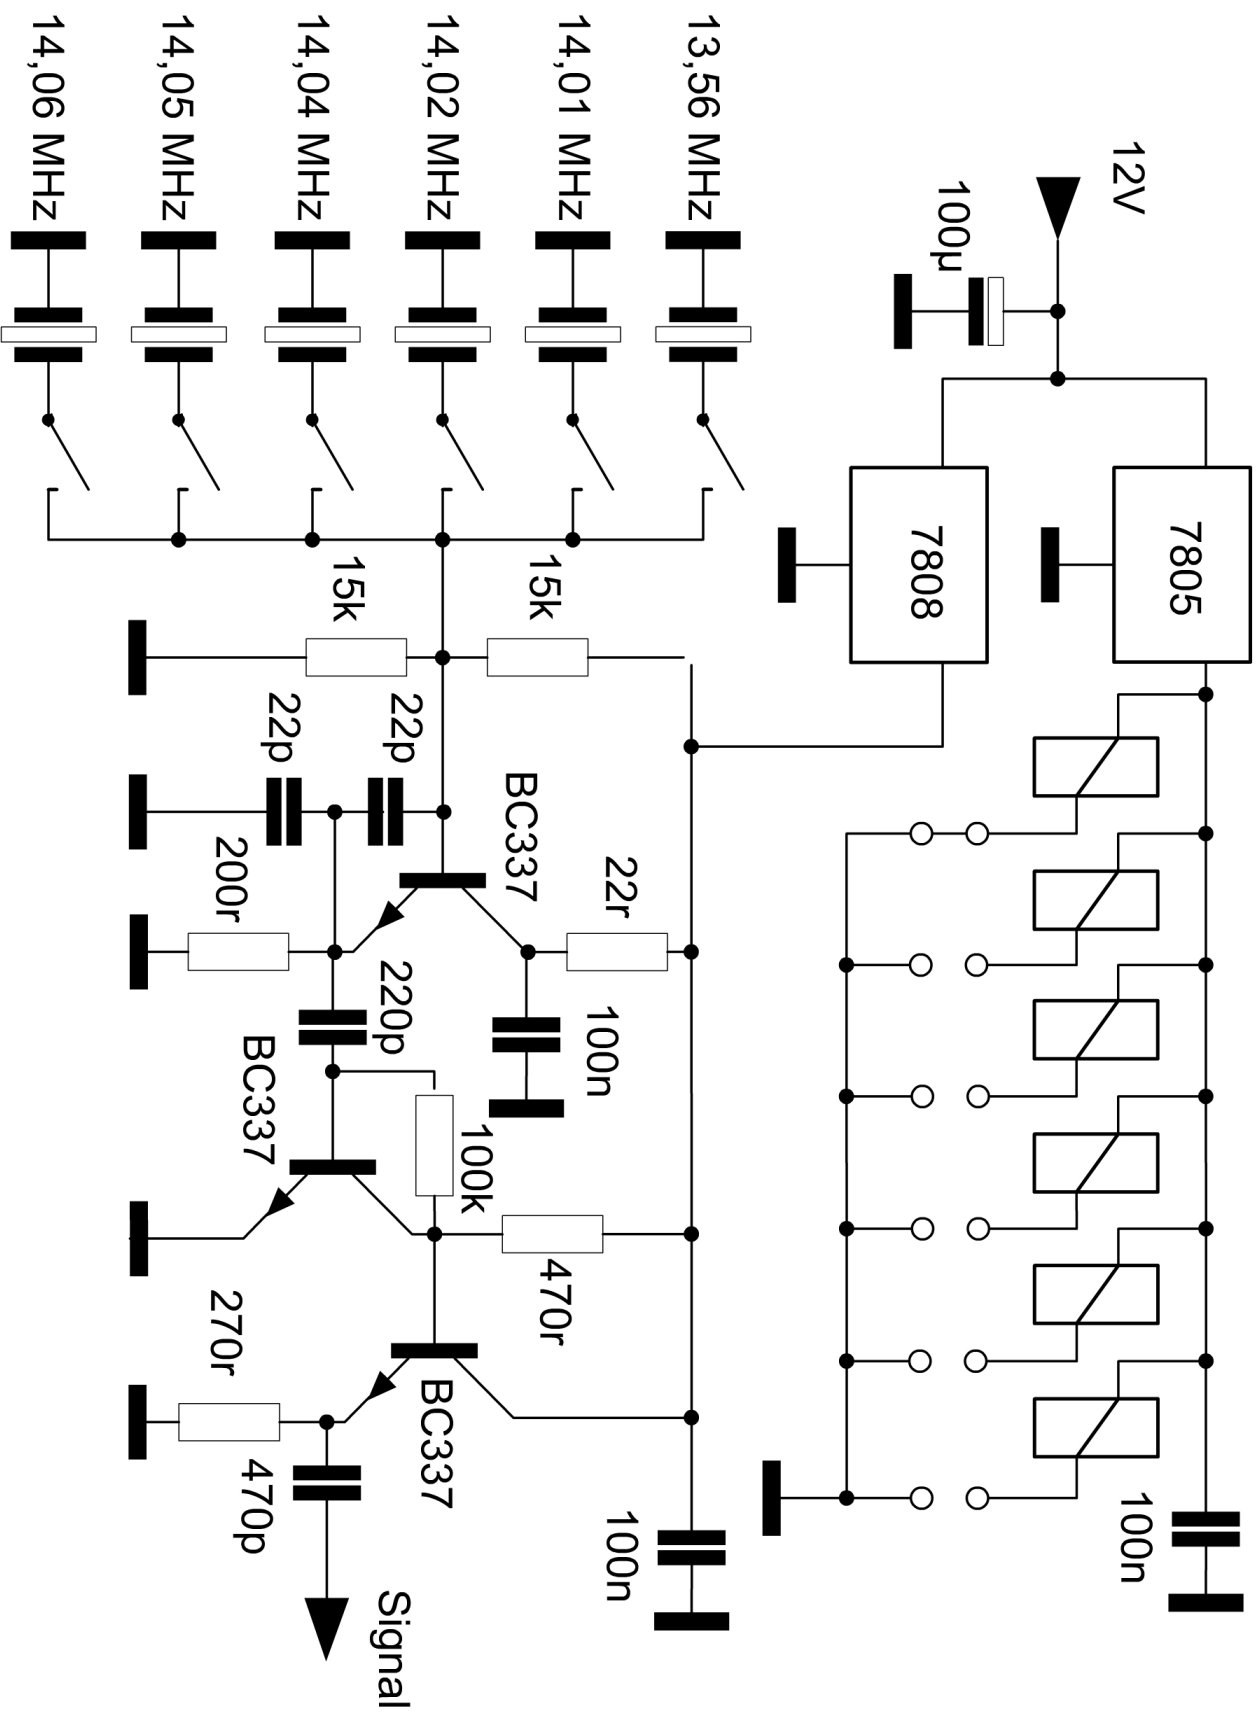 12V
100µ
7805
7808
100n
13,56 MHz
14,01 MHz
14,02 MHz
14,04 MHz
14,05 MHz
14,06 MHz
15k
15k
22p
22p
BC337
22r
200r
100n
220p
BC337
100k
470r
270r
BC337
470p
100n
Signal